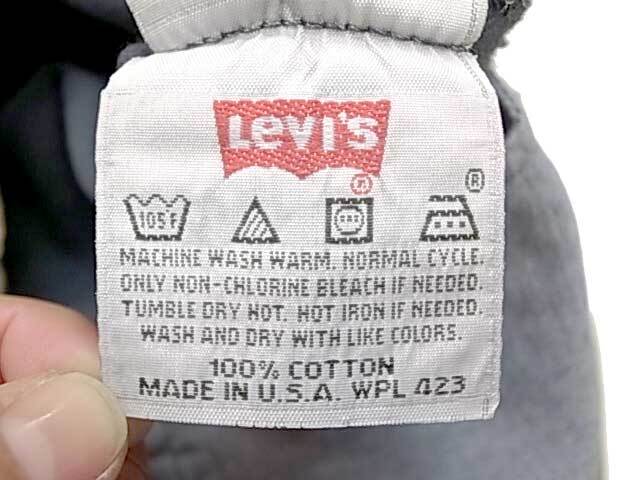 LEVI'S
®
®
105°F
MACHINE WASH WARM. NORMAL CYCLE.
ONLY NON-CHLORINE BLEACH IF NEEDED.
TUMBLE DRY HOT. HOT IRON IF NEEDED.
WASH AND DRY WITH LIKE COLORS.
100% COTTON
MADE IN U.S.A. WPL 423